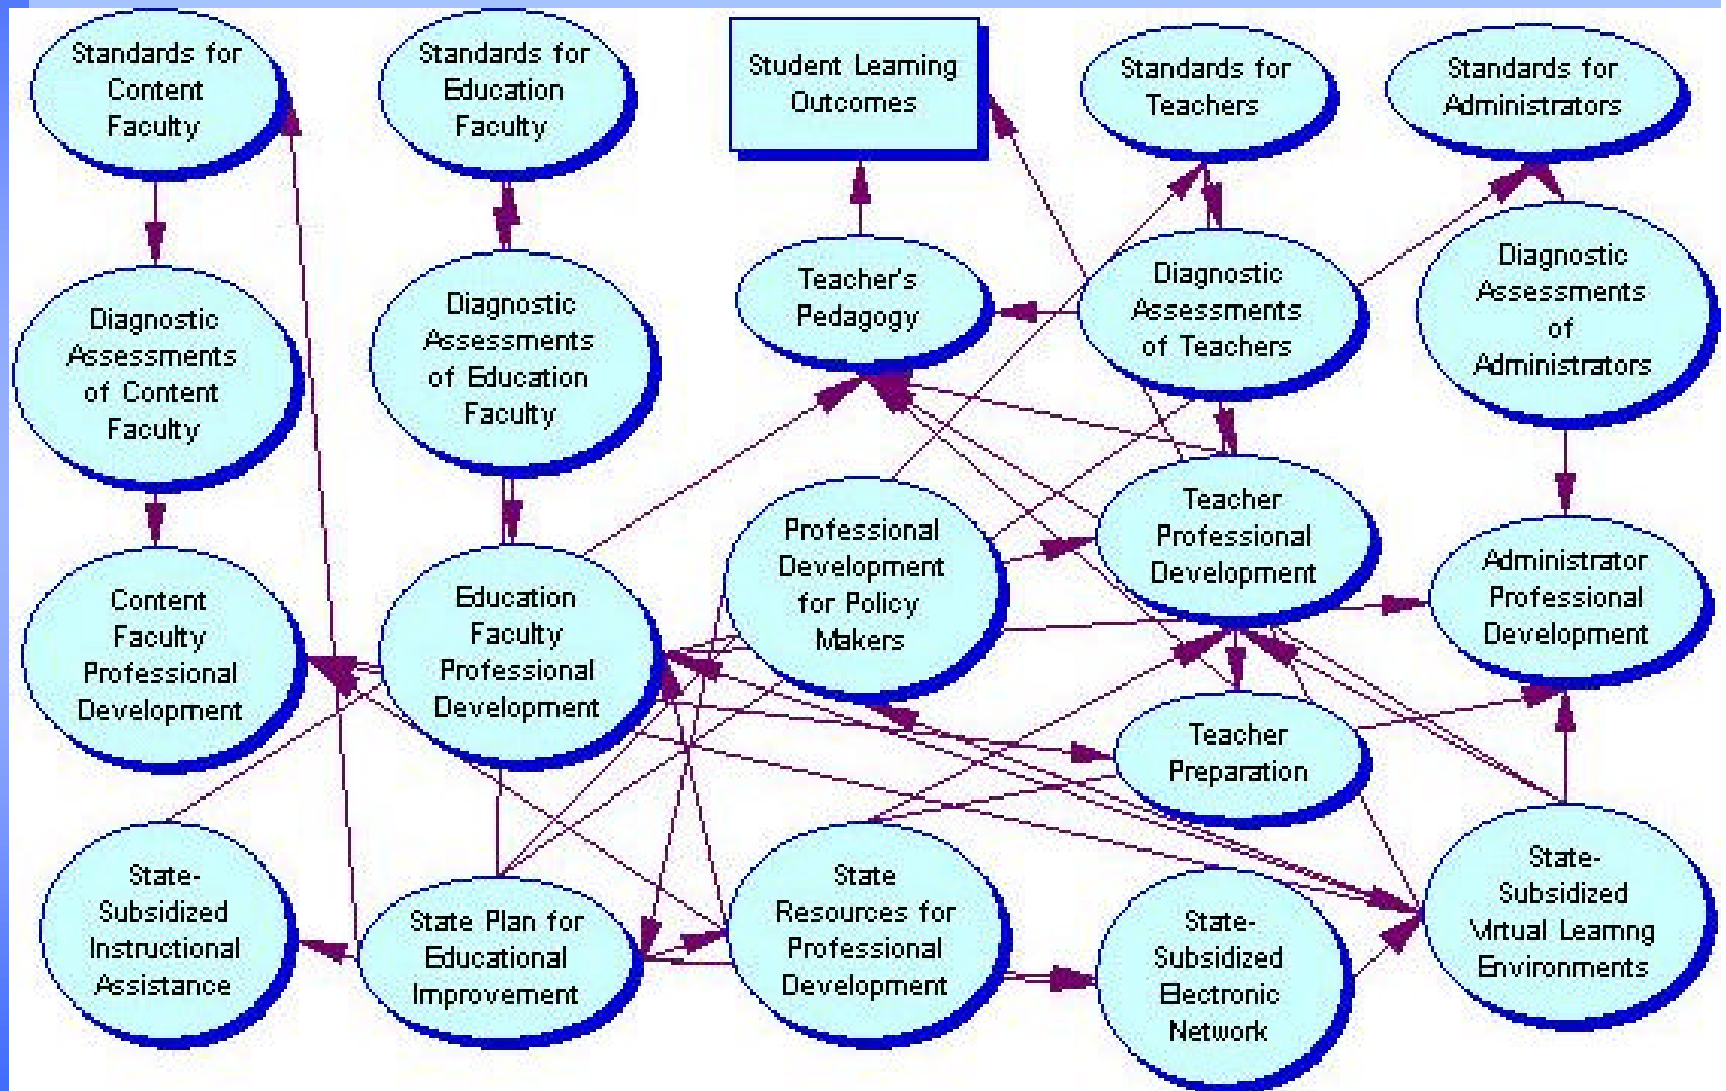 Standards for
Content
Faculty
Standards for
Education
Faculty
Student Learning
Outcomes
Standards for
Teachers
Standards for
Administrators
Diagnostic
Assessments
of Content
Faculty
Diagnostic
Assessments
of Education
Faculty
Teacher's
Pedagogy
Diagnostic
Assessments
of Teachers
Diagnostic
Assessments
of
Administrators
Content
Faculty
Professional
Development
Education
Faculty
Professional
Development
Professional
Development
for Policy
Makers
Teacher
Professional
Development
Administrator
Professional
Development
Teacher
Preparation
State-
Subsidized
Instructional
Assistance
State Plan for
Educational
Improvement
State
Resources for
Professional
Development
State-
Subsidized
Electronic
Network
State-
Subsidized
Virtual Learnng
Environments